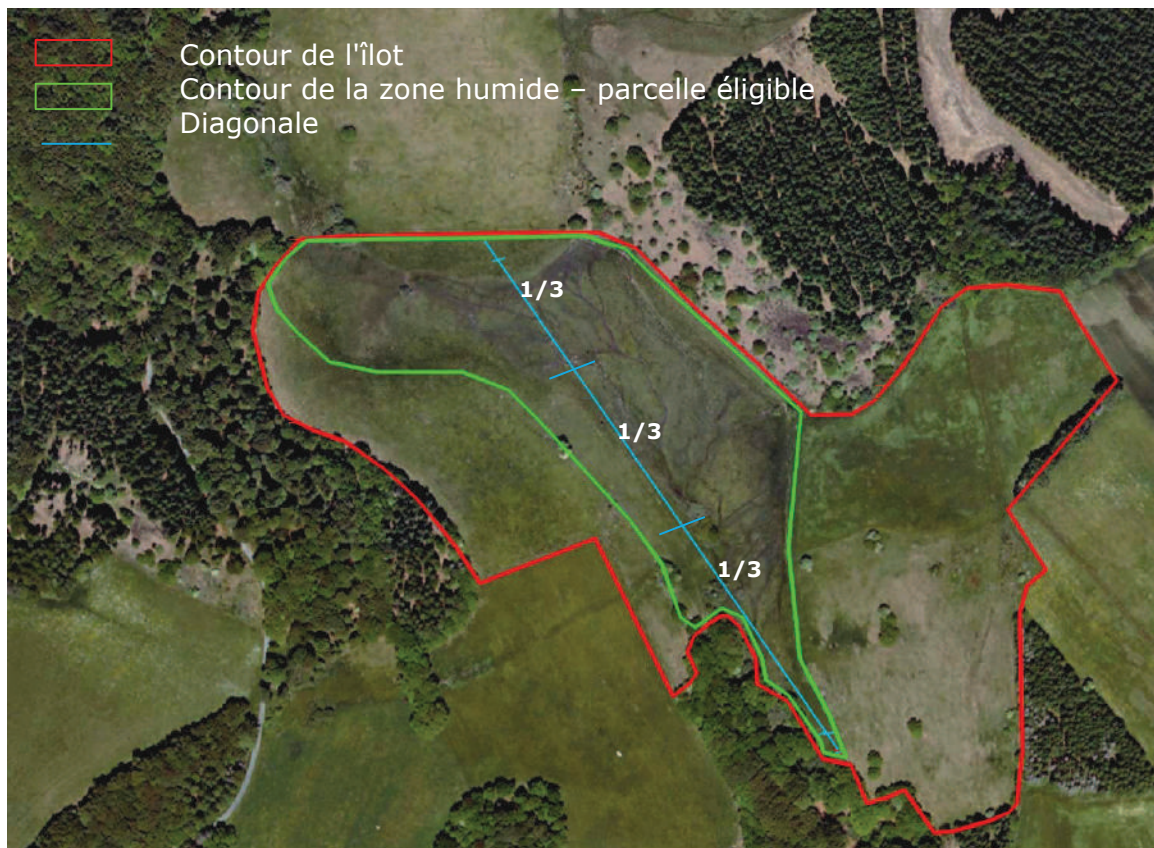 Contour de l'îlot
Contour de la zone humide – parcelle éligible
Diagonale
1/3
1/3
1/3